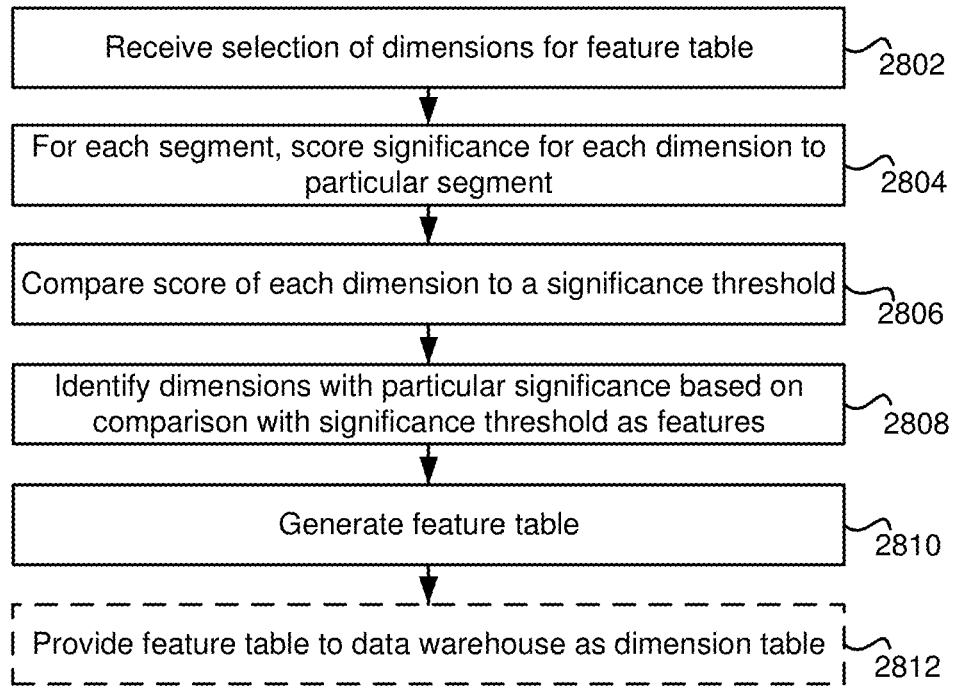 Receive selection of dimensions for feature table
2802
For each segment, score significance for each dimension to
particular segment
2804
Compare score of each dimension to a significance threshold
2806
Identify dimensions with particular significance based on
comparison with significance threshold as features
2808
Generate feature table
2810
Provide feature table to data warehouse as dimension table
2812